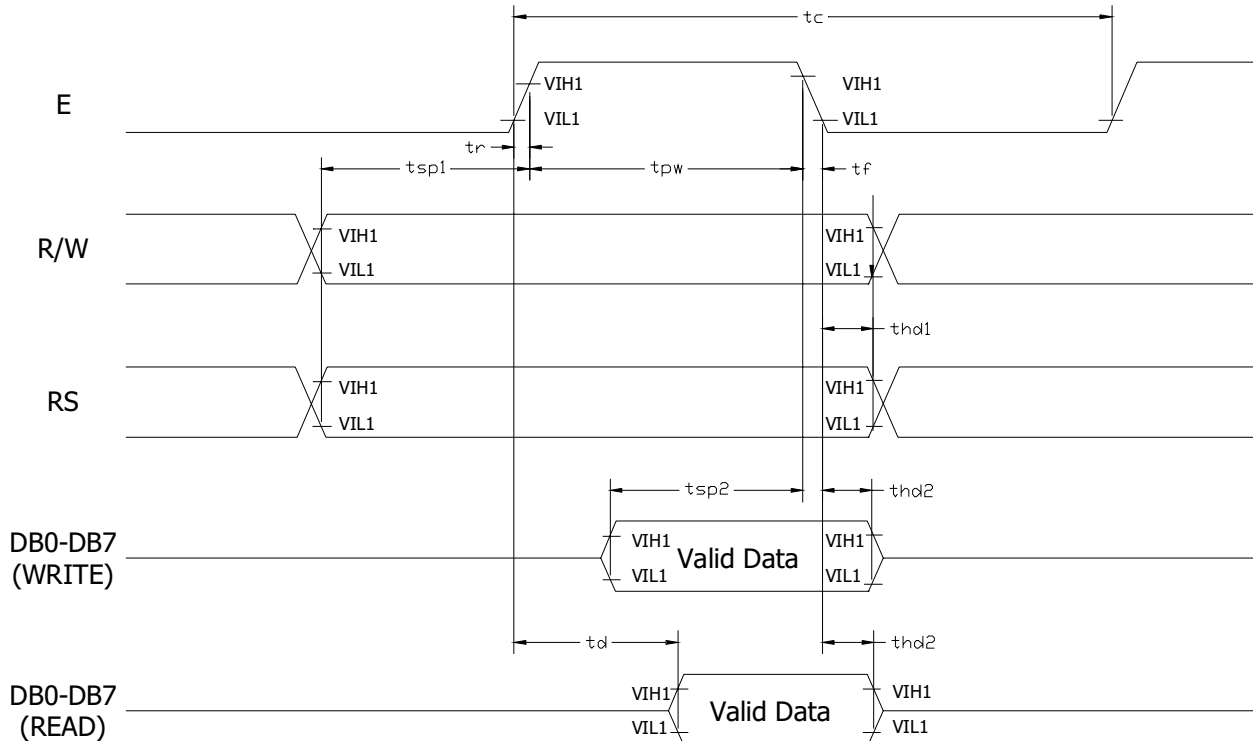 tc
E
VIH1
VIH1
VIL1
VIL1
tr
tsp1
tpw
tf
R/W
VIH1
VIH1
VIL1
VIL1
thd1
RS
VIH1
VIH1
VIL1
VIL1
tsp2
thd2
DB0-DB7
(WRITE)
VIH1
Valid Data
VIH1
VIL1
VIL1
td
thd2
DB0-DB7
(READ)
VIH1
Valid Data
VIH1
VIL1
VIL1